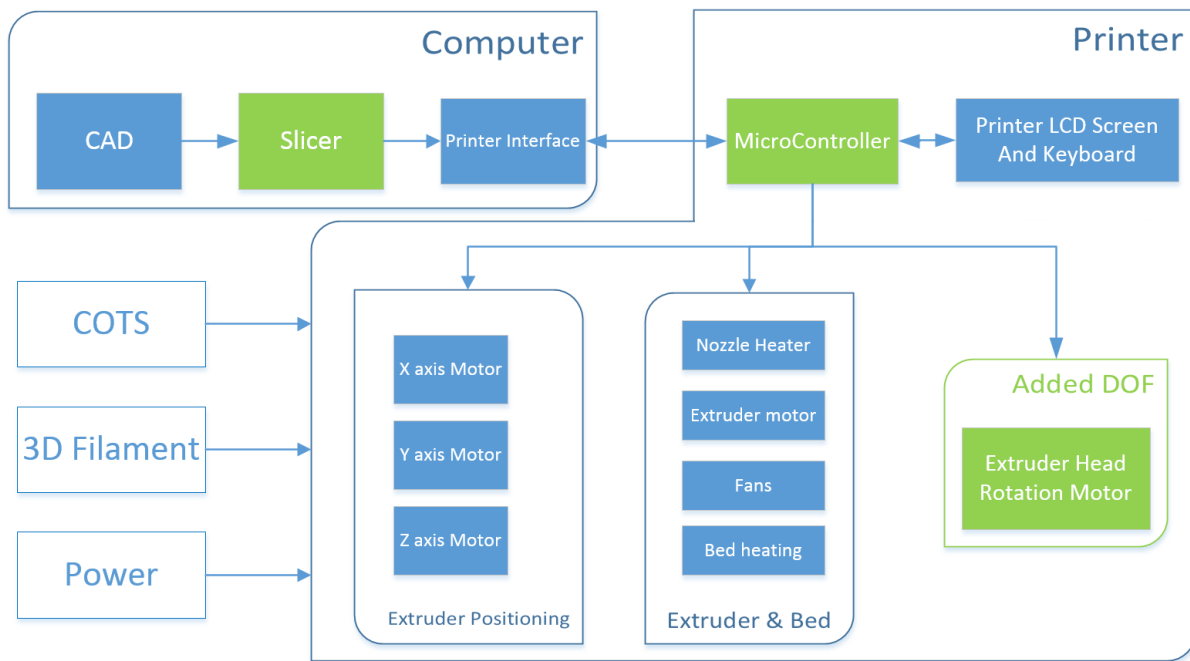 Computer
Printer
CAD
Slicer
Printer Interface
MicroController
Printer LCD Screen
And Keyboard
COTS
3D Filament
Power
X axis Motor
Y axis Motor
Z axis Motor
Extruder Positioning
Nozzle Heater
Extruder motor
Fans
Bed heating
Extruder & Bed
Added DOF
Extruder Head
Rotation Motor